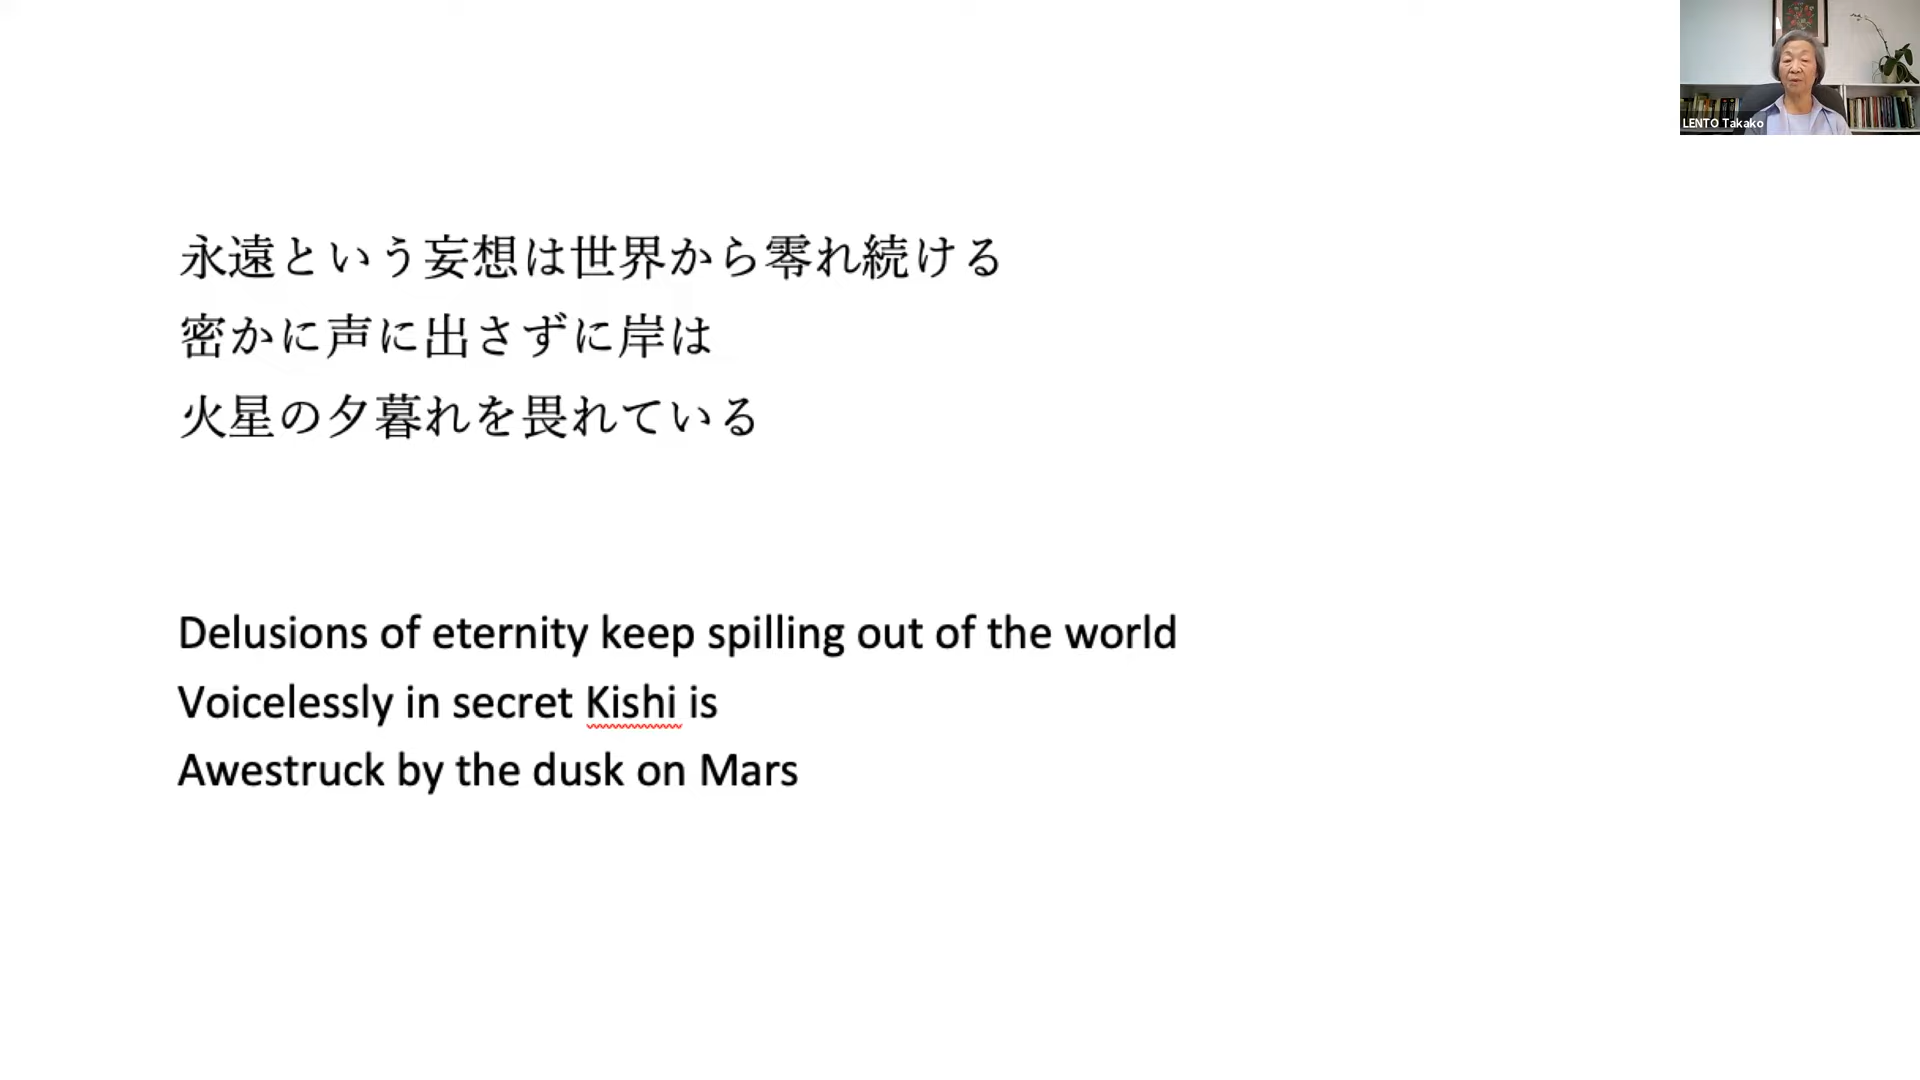 LENTO Takako
永遠という妄想は世界から零れ続ける
密かに声に出さずに岸は
火星の夕暮れを畏れている
Delusions of eternity keep spilling out of the world
Voicelessly in secret Kishi is
Awestruck by the dusk on Mars